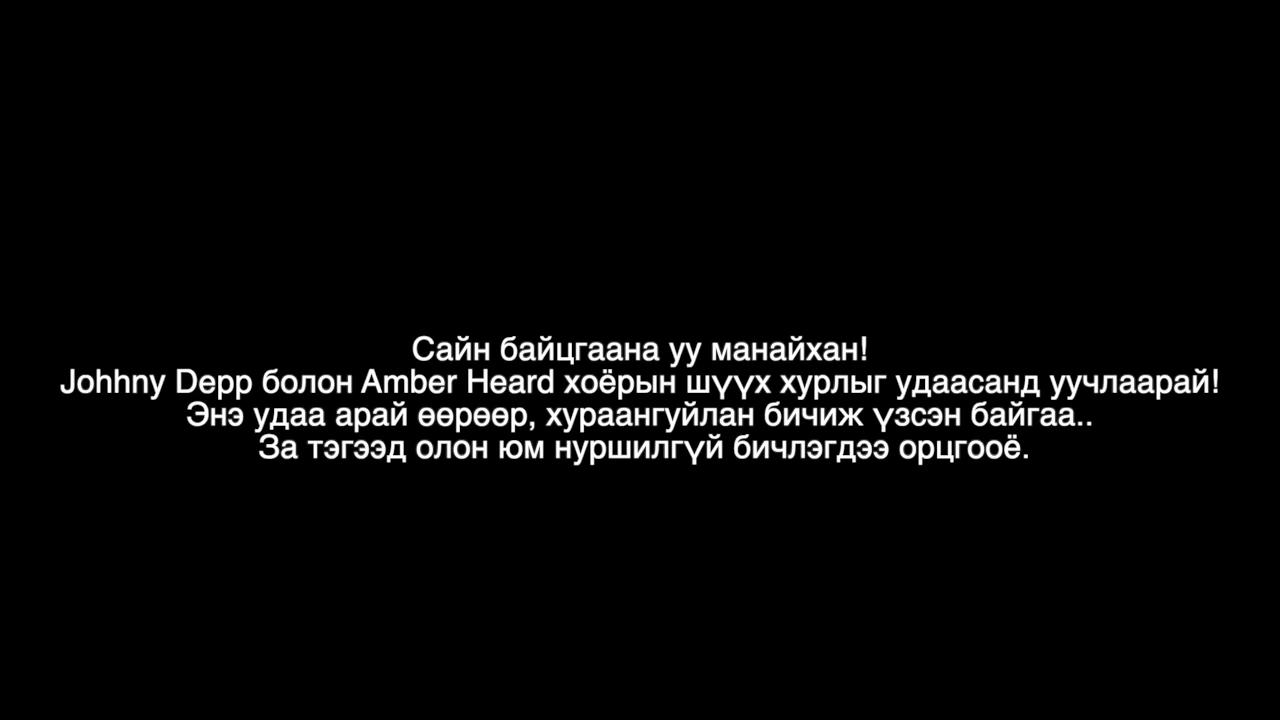 Сайн байцгаана уу манайхан!
Johhny Depp болон Amber Heard хоёрын шүүх хурлыг удаасанд уучлаарай!
Энэ удаа арай өөрөөр, хураангуйлан бичиж үзсэн байгаа..
За тэгээд олон юм нуршилгүй бичлэгдээ орцгооё.